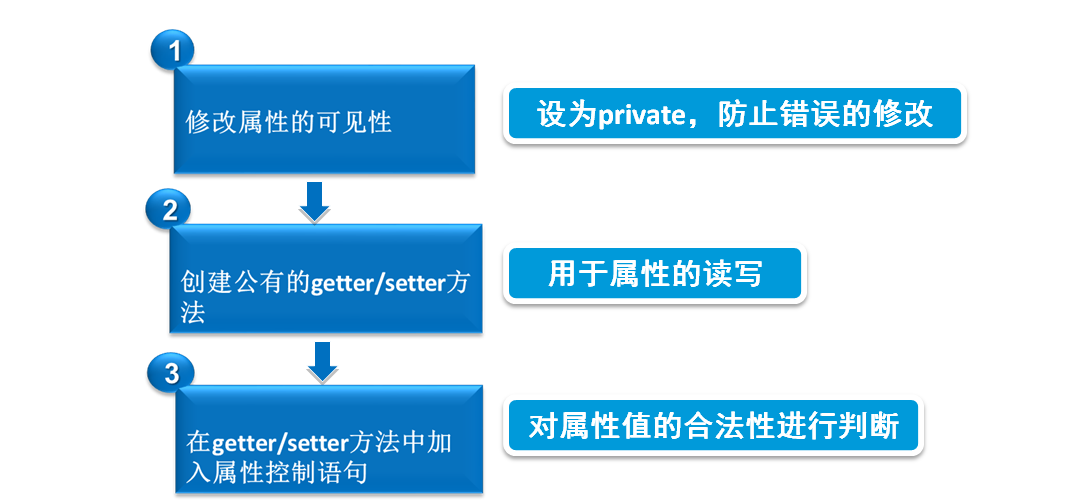 1
修改属性的可见性
设为private，防止错误的修改
2
创建公有的getter/setter方
法
用于属性的读写
3
在getter/setter方法中加
入属性控制语句
对属性值的合法性进行判断